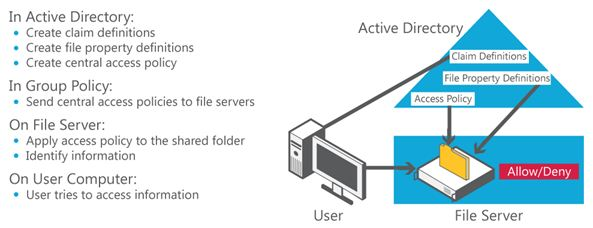 In Active Directory:
• Create claim definitions
• Create file property definitions
• Create central access policy
In Group Policy:
• Send central access policies to file servers
On File Server:
• Apply access policy to the shared folder
• Identify information
On User Computer:
• User tries to access information
Active Directory
Claim Definitions
File Property Definitions
Access Policy
Allow/Deny
User
File Server